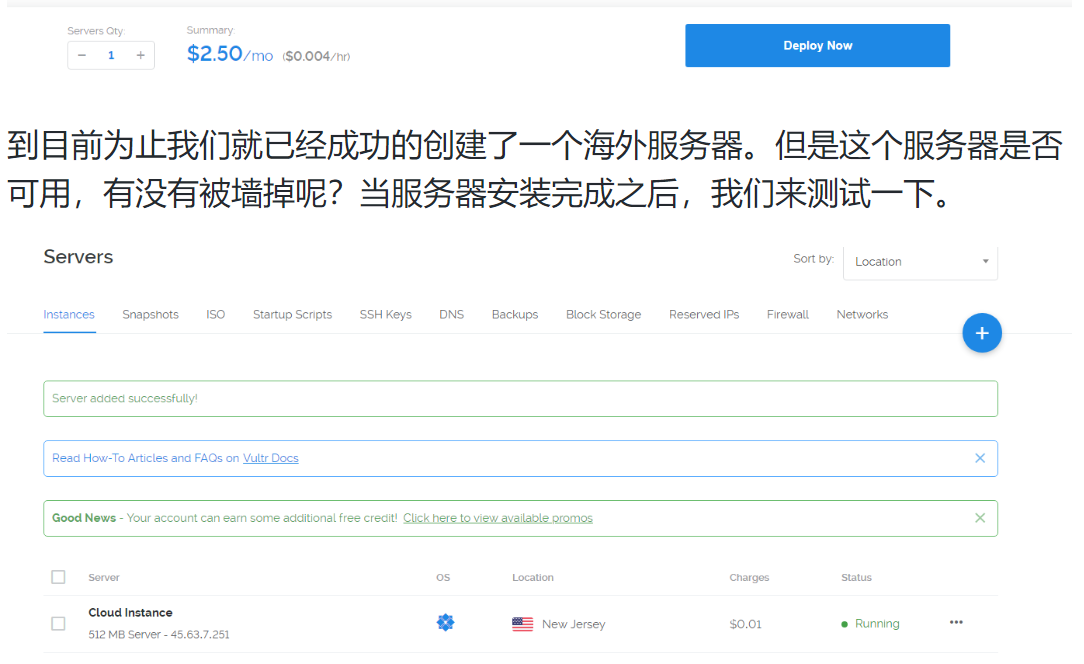 Servers Qty
Summary
− 1 +
$2.50/mo ($0.004/hr)
Deploy Now
到目前为止我们就已经成功的创建了一个海外服务器。但是这个服务器是否
可用，有没有被墙掉呢？当服务器安装完成之后，我们来测试一下。
Servers
Sort by: Location
Instances Snapshots ISO Startup Scripts SSH Keys DNS Backups Block Storage Reserved IPs Firewall Networks
+
Server added successfully!
Read How-To Articles and FAQs on Vultr Docs
Good News - Your account can earn some additional free credit! Click here to view available promos
Server OS Location Charges Status
Cloud Instance
512 MB Server - 45.63.7.251
New Jersey $0.01 Running